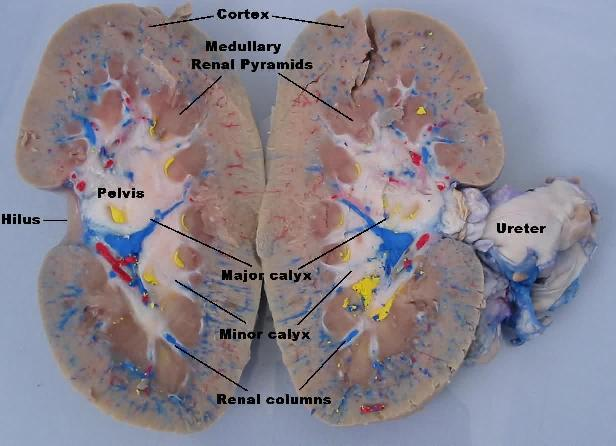 Cortex
Medullary
Renal Pyramids
Pelvis
Hilus
Ureter
Major calyx
Minor calyx
Renal columns